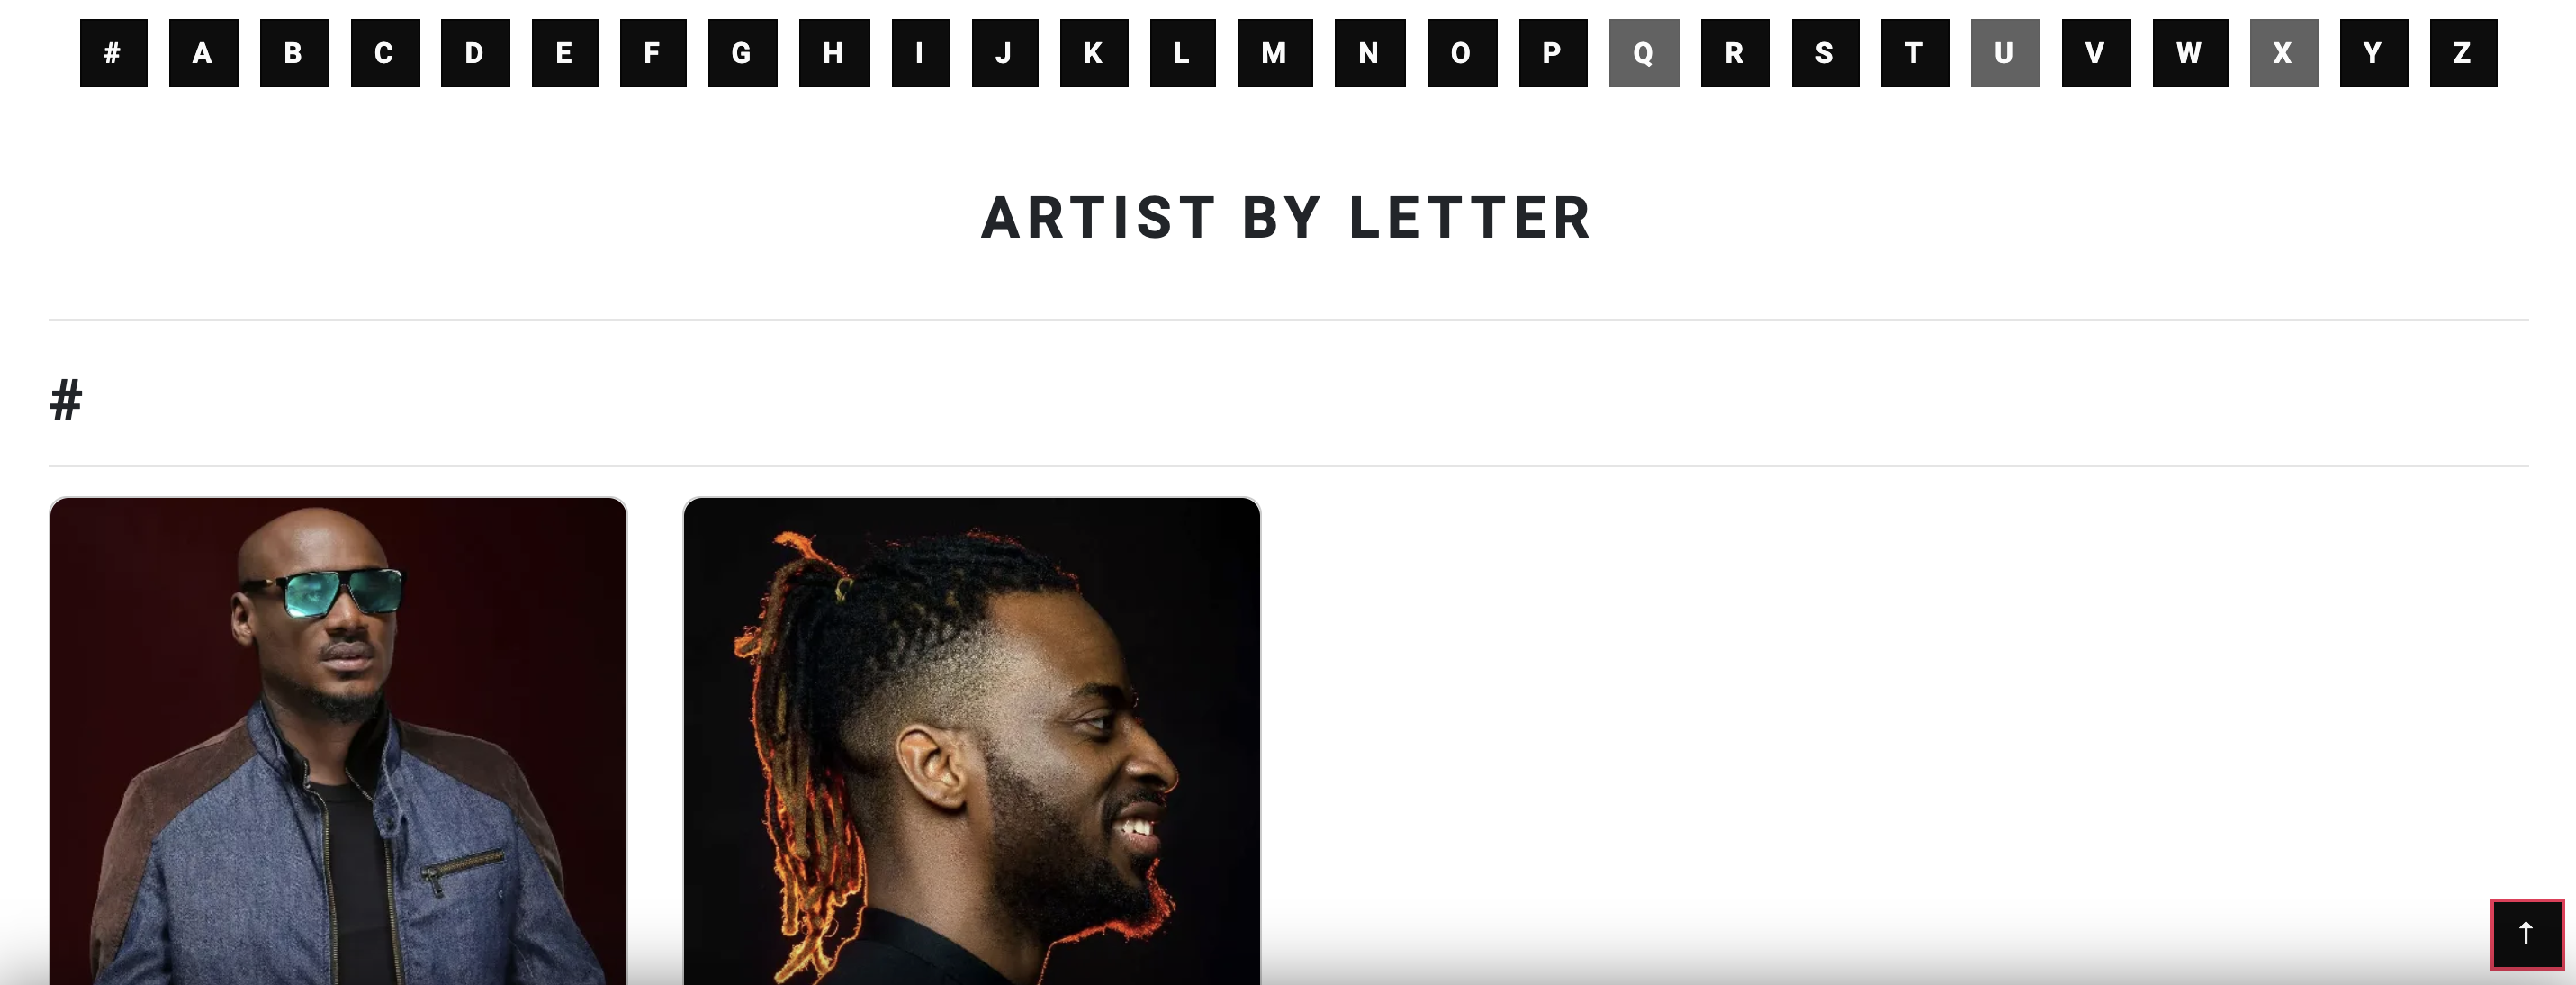 # A B C D E F G H I J K L M N O P Q R S T U V W X Y Z
ARTIST BY LETTER
#
↑